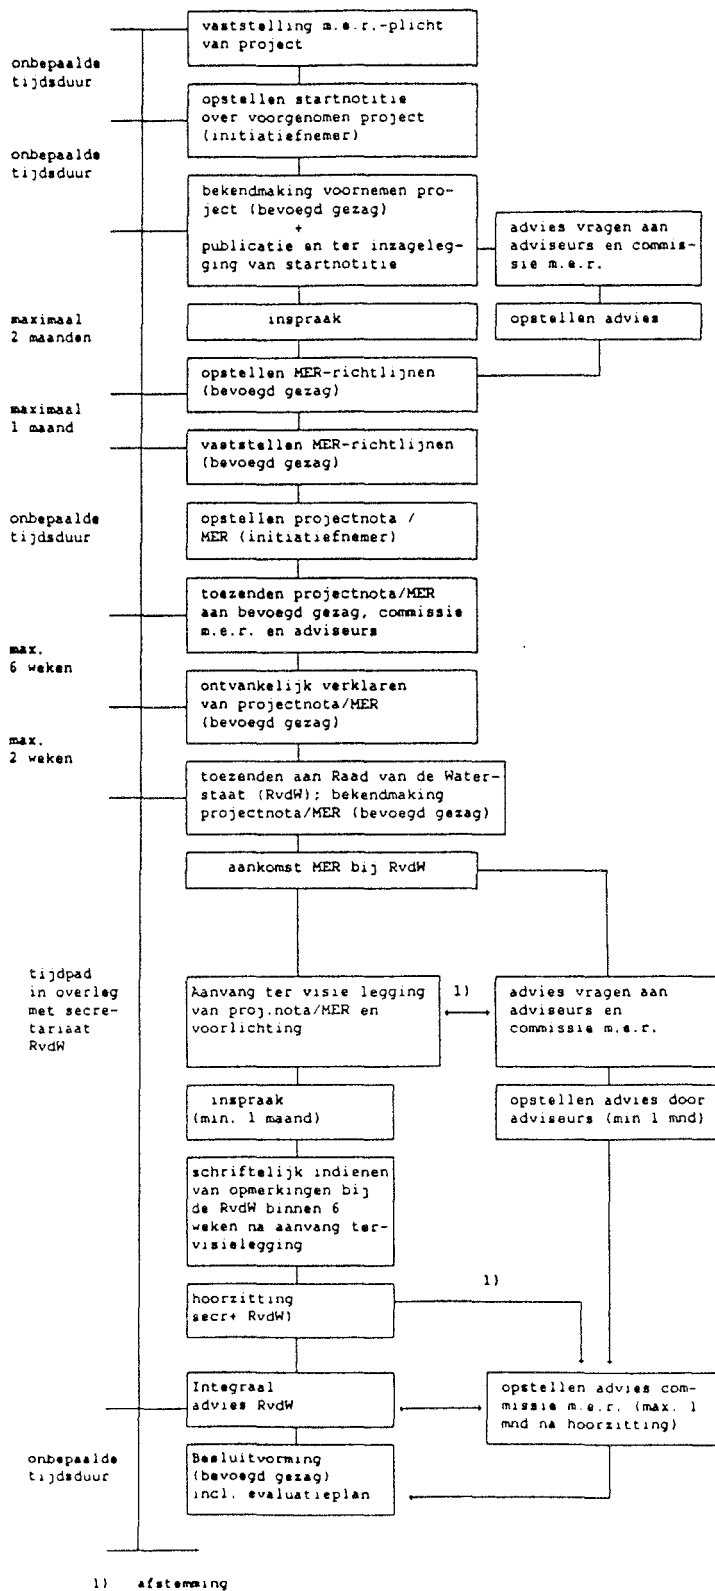 vaststelling m.e.r.-plicht
van project
onbepaalde
tijdsduur
opstellen startnotitie
over voorgenomen project
(initiatiefnemer)
onbepaalde
tijdsduur
bekendmaking voornemen pro-
ject (bevoegd gezag)
+
publicatie en ter inzageleg-
ging van startnotitie
advies vragen aan
adviseurs en commis-
sie m.e.r.
maximaal
2 maanden
inspraak
opstellen advies
opstellen MER-richtlijnen
(bevoegd gezag)
maximaal
1 maand
vaststellen MER-richtlijnen
(bevoegd gezag)
onbepaalde
tijdsduur
opstellen projectnota /
MER (initiatiefnemer)
toezenden projectnota/MER
aan bevoegd gezag, commissie
m.e.r. en adviseurs
max.
6 weken
ontvankelijk verklaren
van projectnota/MER
(bevoegd gezag)
max.
2 weken
toezenden aan Raad van de Water-
staat (RvdW); bekendmaking
projectnota/MER (bevoegd gezag)
aankomst MER bij RvdW
tijdpad
in overleg
met secre-
tariaat
RvdW
Aanvang ter visie legging
van proj.nota/MER en
voorlichting
1)
advies vragen aan
adviseurs en
commissie m.e.r.
inspraak
(min. 1 maand)
opstellen advies door
adviseurs (min 1 mnd)
schriftelijk indienen
van opmerkingen bij
de RvdW binnen 6
weken na aanvang ter-
visielegging
1)
hoorzitting
secr+ RvdW)
Integraal
advies RvdW
opstellen advies com-
missie m.e.r. (max. 1
mnd na hoorzitting)
onbepaalde
tijdsduur
Besluitvorming
(bevoegd gezag)
incl. evaluatieplan
1) afstemming